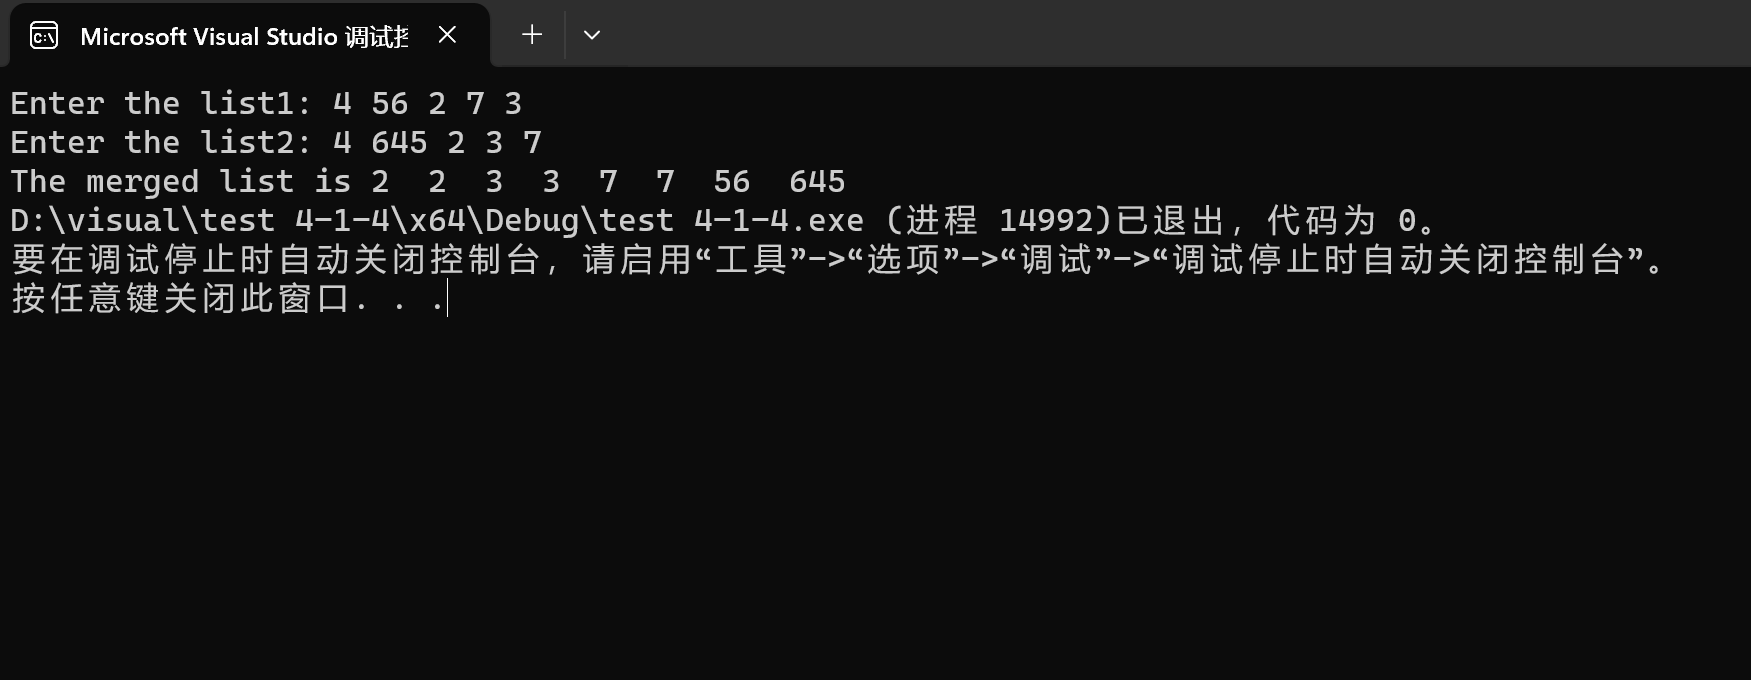 Microsoft Visual Studio 调试
Enter the list1: 4 56 2 7 3
Enter the list2: 4 645 2 3 7
The merged list is 2  2  3  3  7  7  56  645
D:\visual\test 4-1-4\x64\Debug\test 4-1-4.exe (进程 14992)已退出，代码为 0。
要在调试停止时自动关闭控制台，请启用“工具”->“选项”->“调试”->“调试停止时自动关闭控制台”。
按任意键关闭此窗口. . .